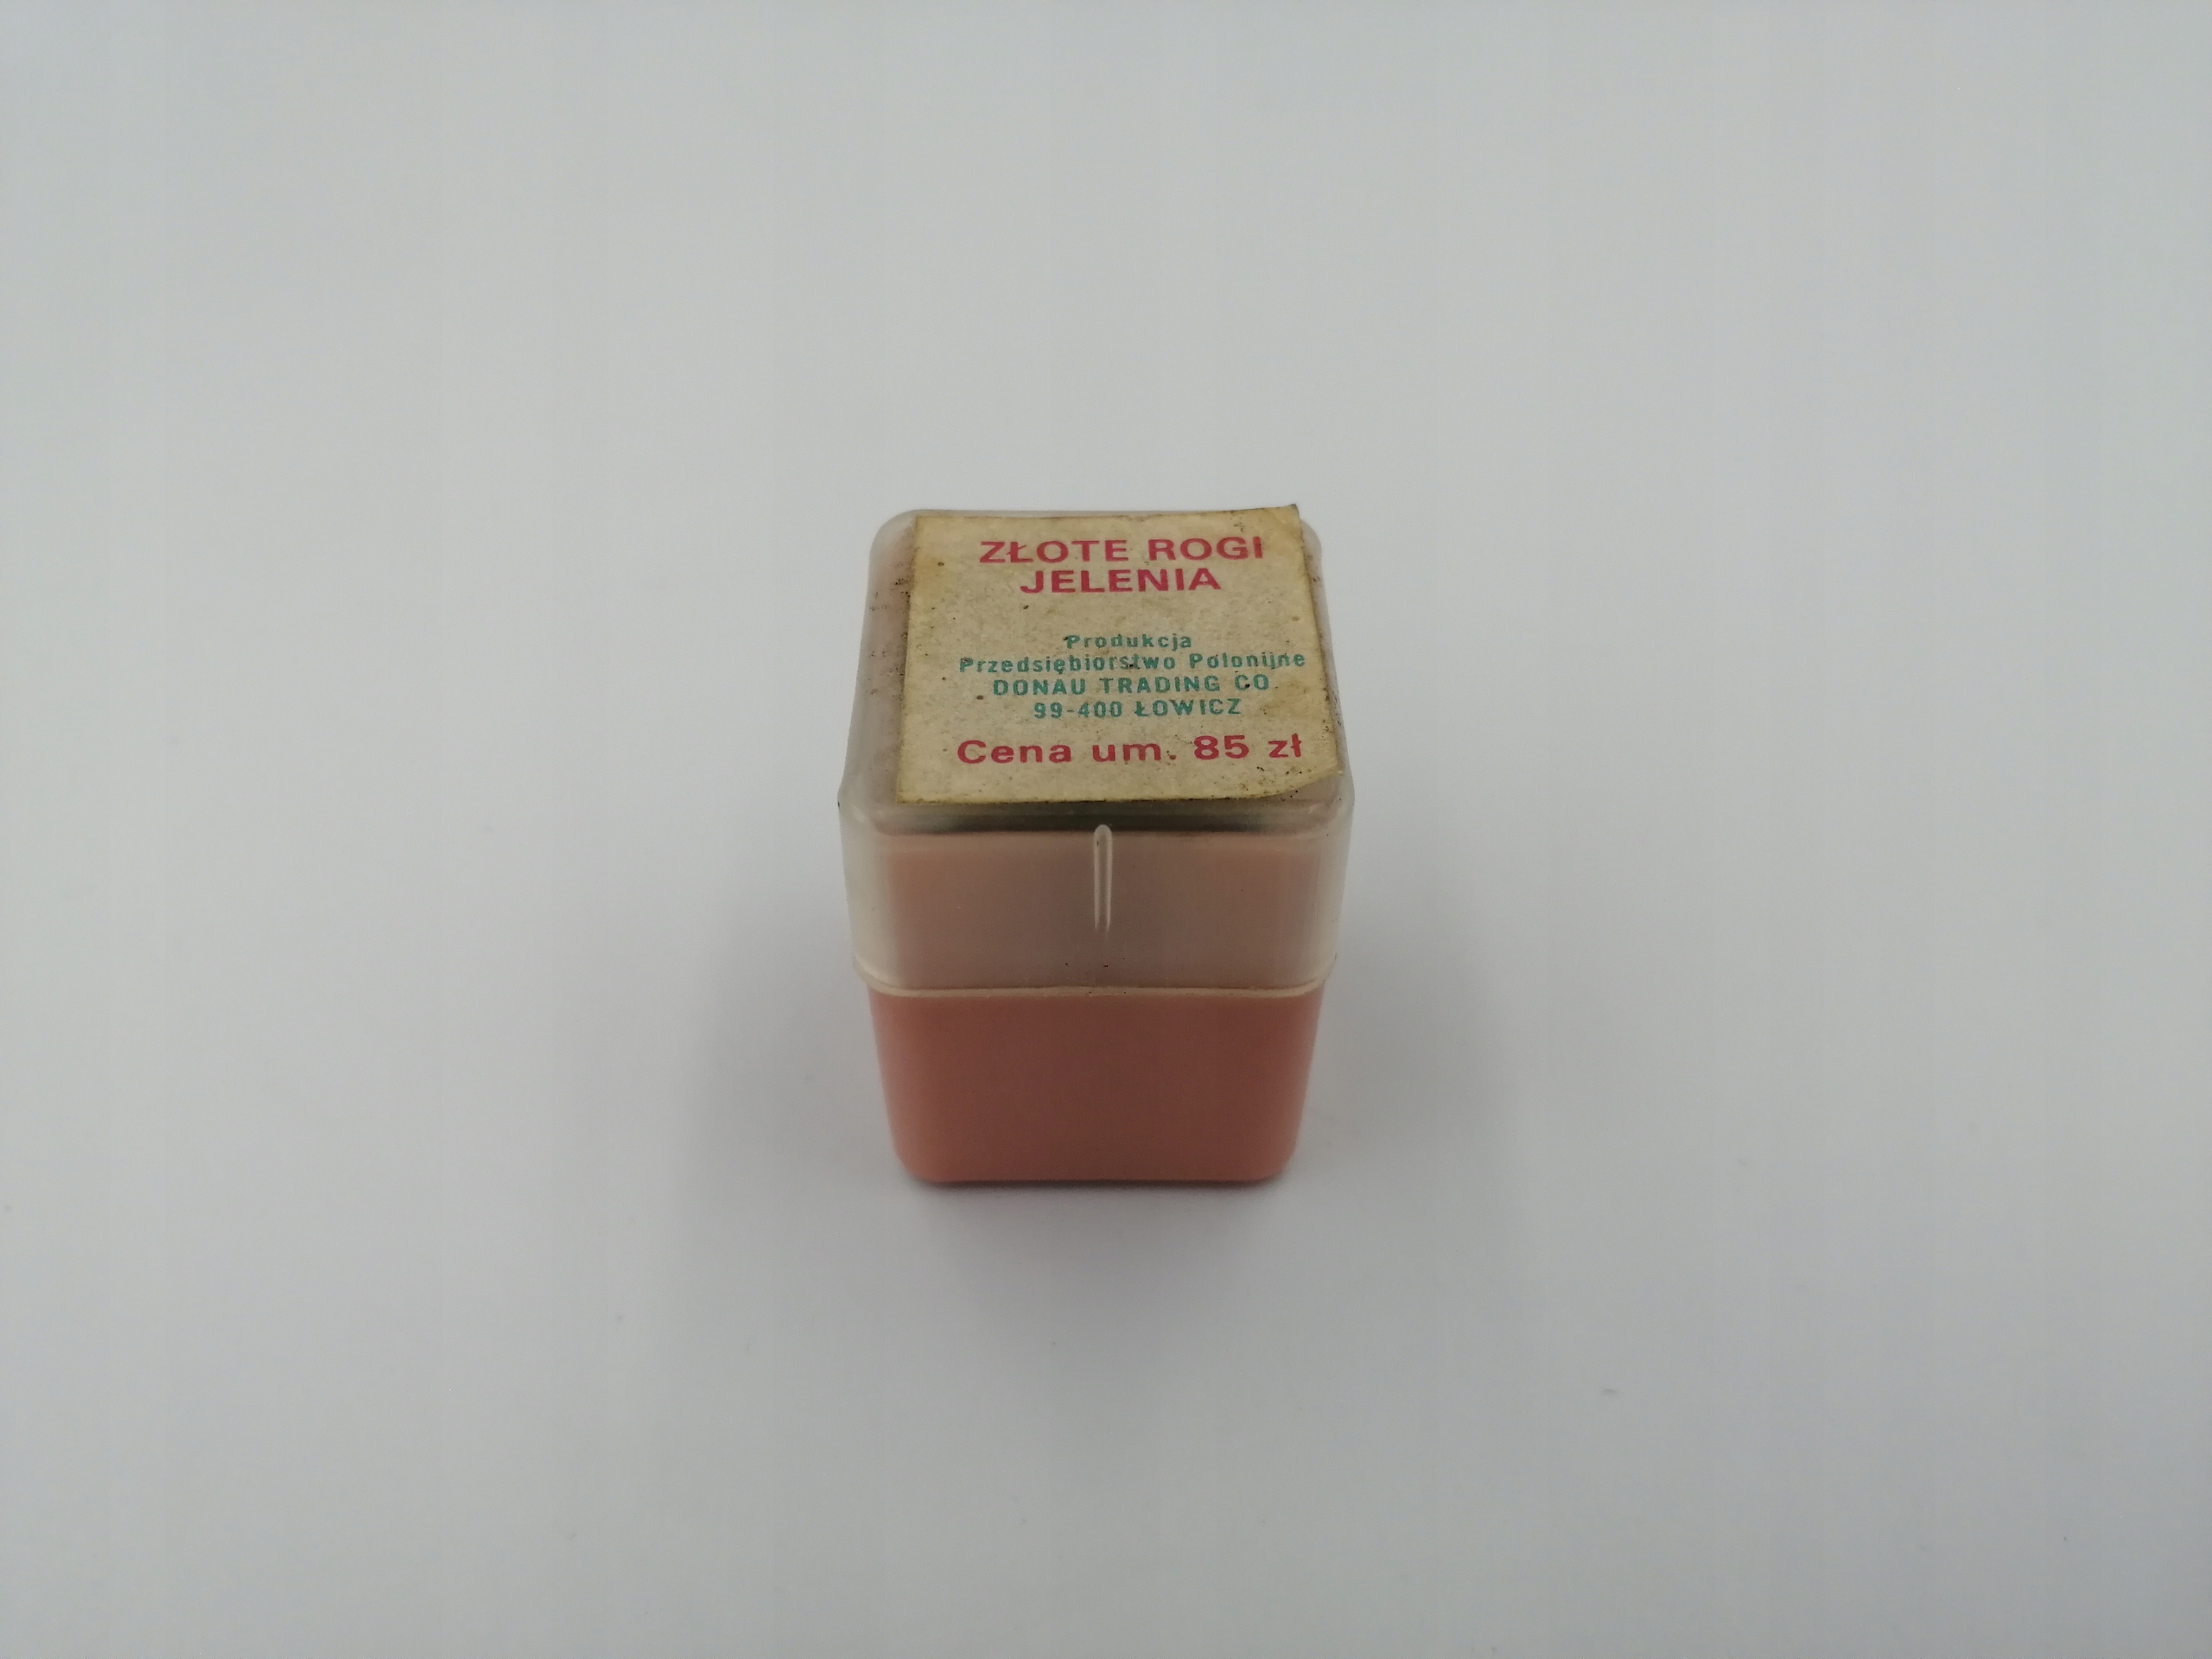 ZŁOTE ROGI
JELENIA
Produkcja
Przedsiębiorstwo Polonijne
DONAU TRADING CO.
99-400 ŁOWICZ
Cena um. 85 zł